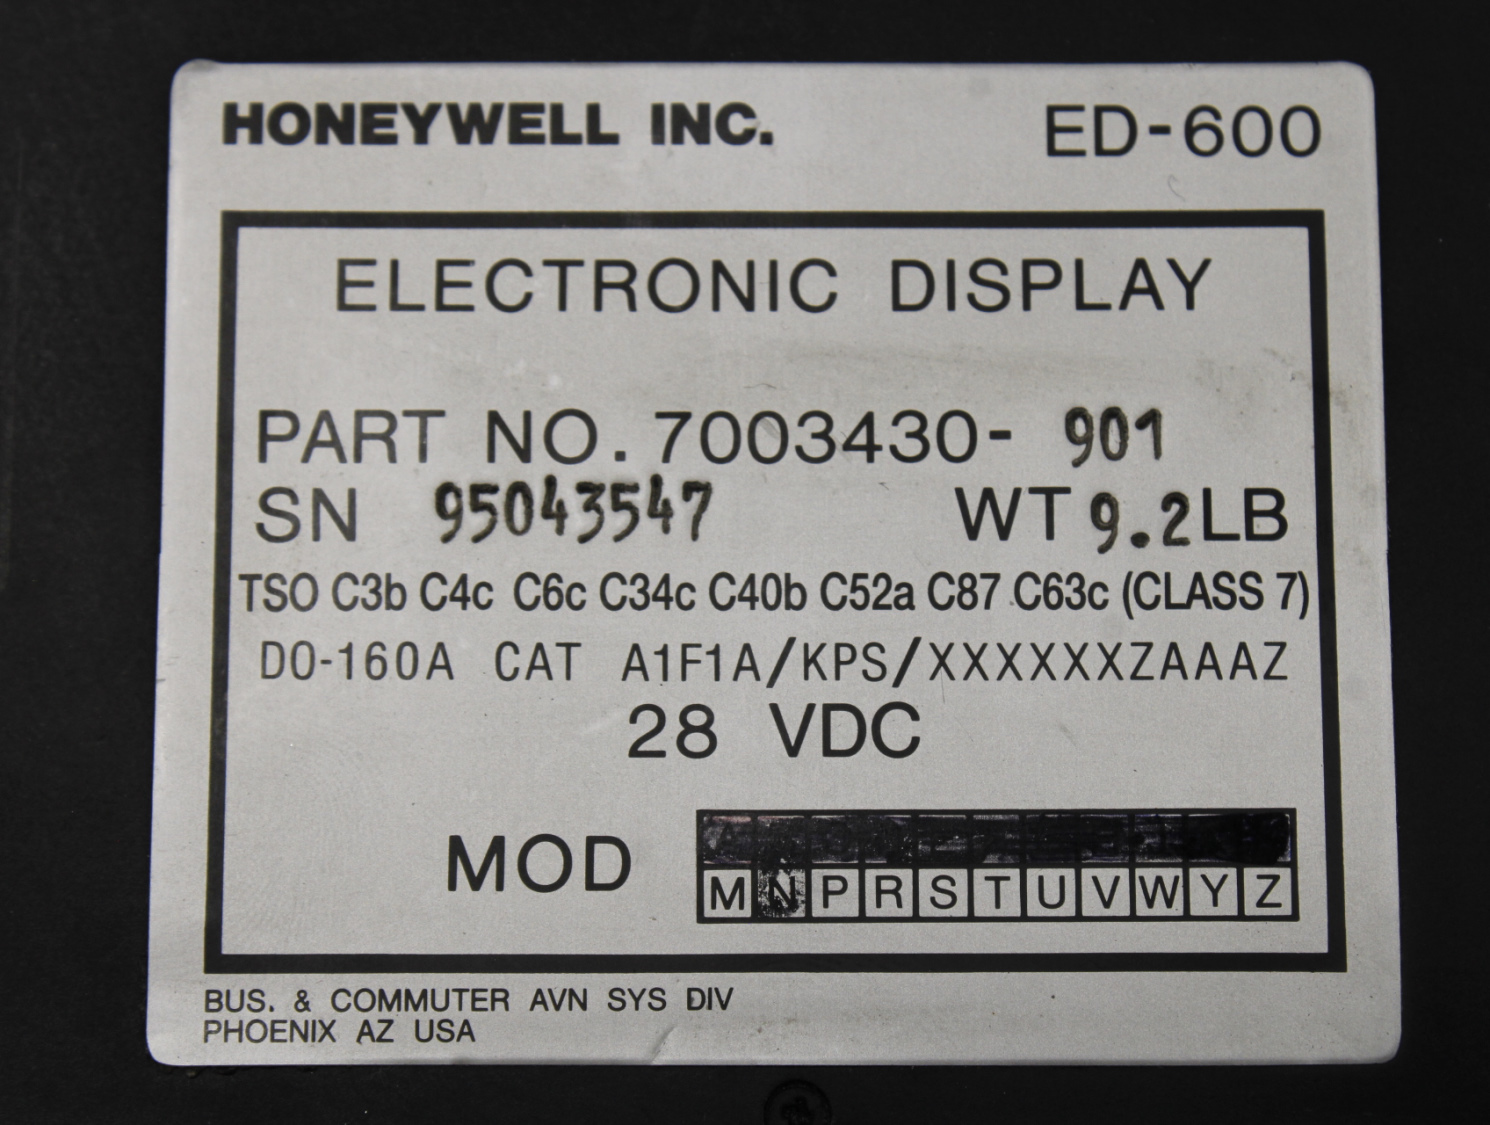 HONEYWELL INC. ED-600
ELECTRONIC DISPLAY
PART NO. 7003430- 901
SN 95043547 WT 9.2 LB
TSO C3b C4c C6c C34c C40b C52a C87 C63c (CLASS 7)
DO-160A CAT A1F1A/KPS/XXXXXXZAAAZ
28 VDC
MOD
M N P R S T U V W Y Z
BUS. & COMMUTER AVN SYS DIV
PHOENIX AZ USA